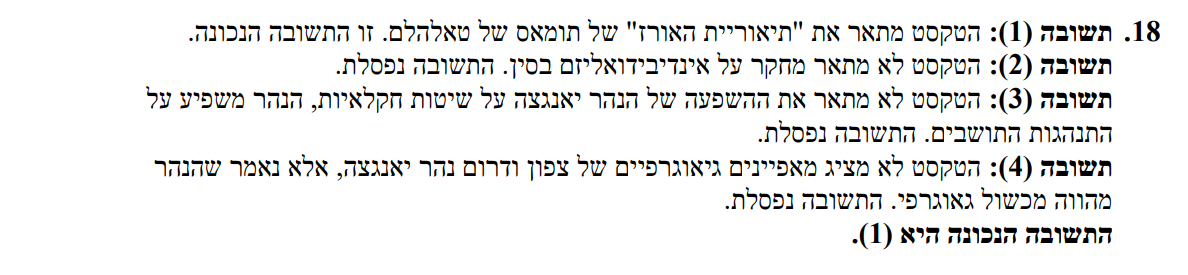 18. תשובה (1): הטקסט מתאר את "תיאוריית האורז" של תומאס של טאלהלם. זו התשובה הנכונה.
תשובה (2): הטקסט לא מתאר מחקר על אינדיבידואליזם בסין. התשובה נפסלת.
תשובה (3): הטקסט לא מתאר את ההשפעה של הנהר יאנגצה על שיטות חקלאיות, הנהר משפיע על
התנהגות התושבים. התשובה נפסלת.
תשובה (4): הטקסט לא מציג מאפיינים גיאוגרפיים של צפון ודרום נהר יאנגצה, אלא נאמר שהנהר
מהווה מכשול גאוגרפי. התשובה נפסלת.
התשובה הנכונה היא (1).